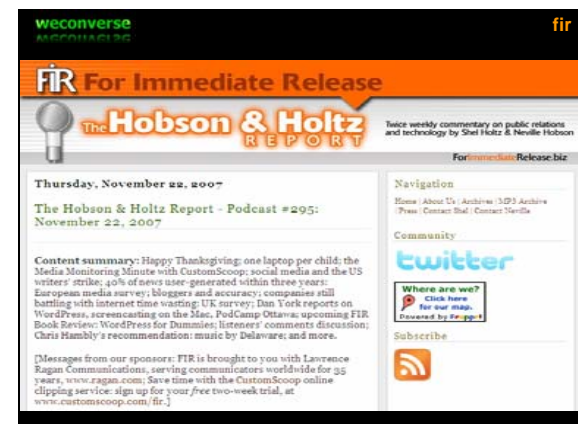 weconverse
fir
FIR For Immediate Release
The Hobson & Holtz
REPORT
Twice weekly commentary on public relations
and technology by Shel Holtz & Neville Hobson
ForImmediateRelease.biz
Thursday, November 22, 2007
The Hobson & Holtz Report - Podcast #295:
November 22, 2007
Content summary: Happy Thanksgiving; one laptop per child; the
Media Monitoring Minute with CustomScoop; social media and the US
writers' strike; 40% of news user-generated within three years:
European media survey; bloggers and accuracy; companies still
battling with internet time wasting: UK survey; Dan York reports on
WordPress, screencasting on the Mac, PodCamp Ottawa; upcoming FIR
Book Review: WordPress for Dummies; listeners' comments discussion;
Chris Hambly's recommendation: music by Delaware; and more.
[Messages from our sponsors: FIR is brought to you with Lawrence
Ragan Communications, serving communicators worldwide for 35
years, www.ragan.com; Save time with the CustomScoop online
clipping service: sign up for your free two-week trial, at
www.customscoop.com/fir.]
Navigation
Home | About Us | Archives | MP3 Archive
| Press | Contact Shel | Contact Neville
Community
twitter
Where are we?
Click here
for our map.
Powered by Frappr
Subscribe